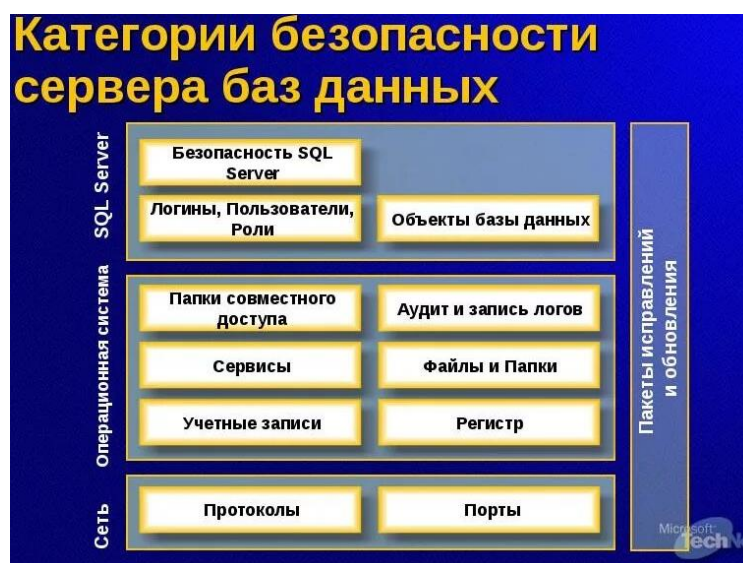 Категории безопасности
сервера баз данных
SQL Server
Безопасность SQL
Server
Логины, Пользователи,
Роли
Объекты базы данных
Операционная система
Папки совместного
доступа
Аудит и запись логов
Сервисы
Файлы и Папки
Учетные записи
Регистр
Сеть
Протоколы
Порты
Пакеты исправлений
и обновления
Microsoft